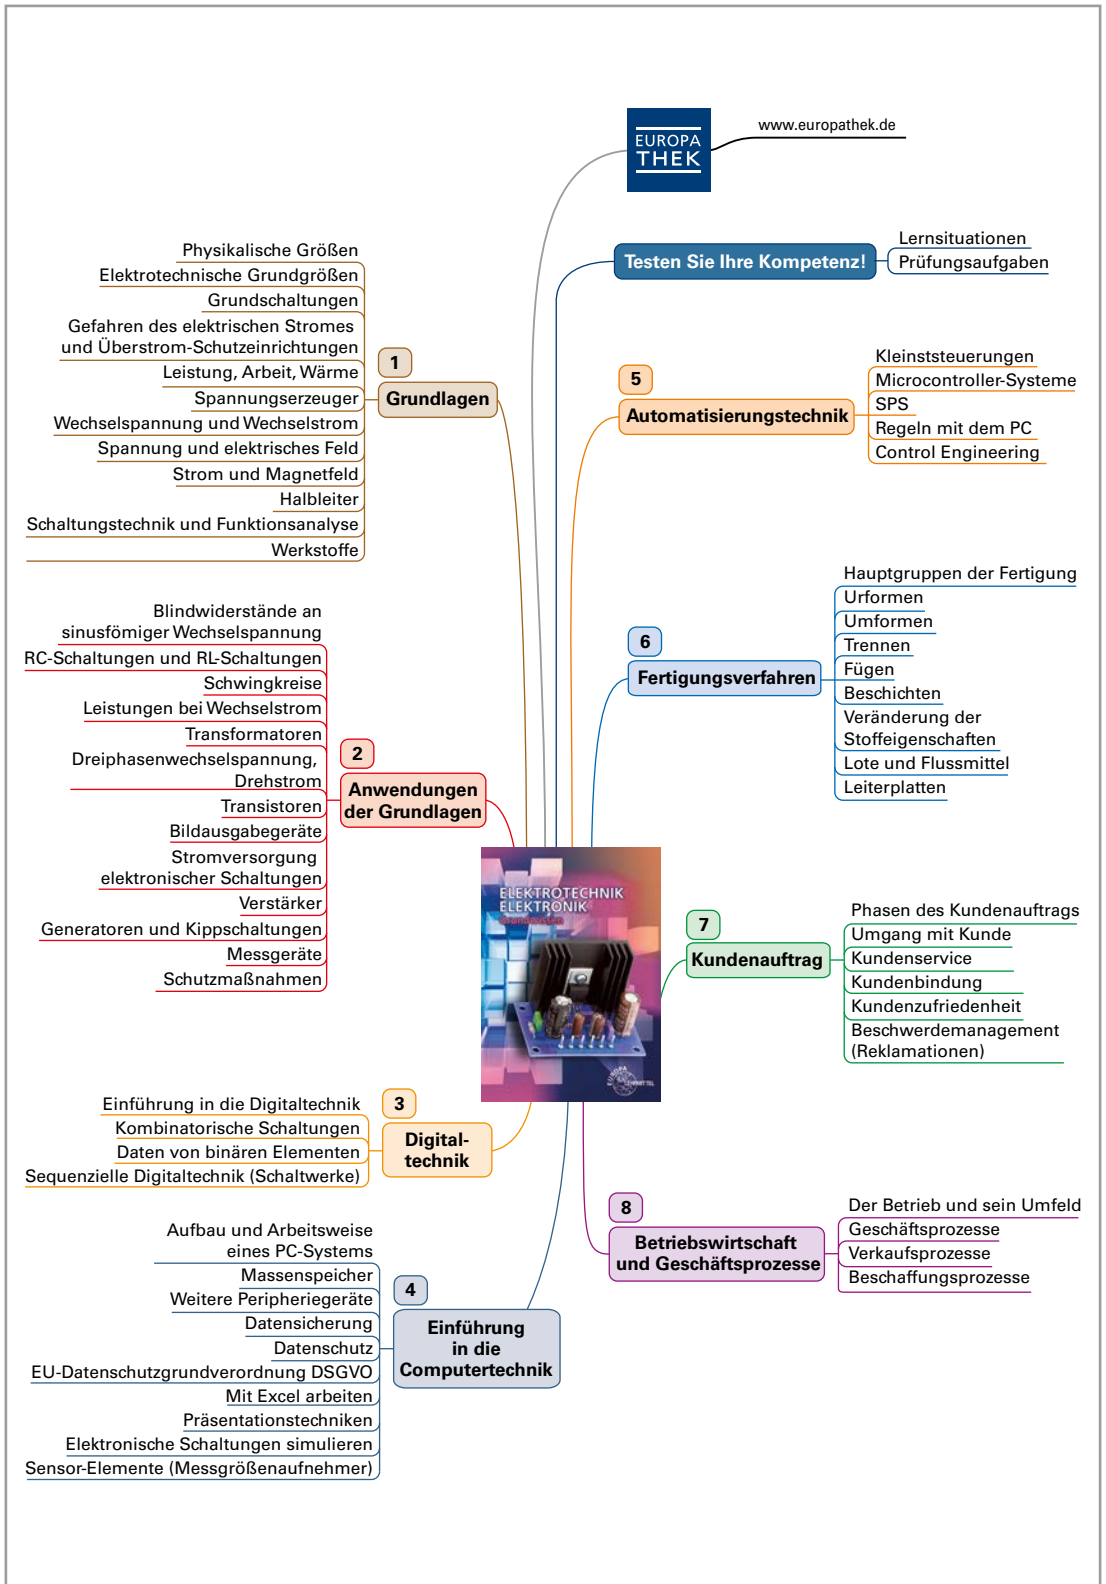 EUROPA
THEK
www.europathek.de
Testen Sie Ihre Kompetenz!
Lernsituationen
Prüfungsaufgaben
1
Grundlagen
Physikalische Größen
Elektrotechnische Grundgrößen
Grundschaltungen
Gefahren des elektrischen Stromes
und Überstrom-Schutzeinrichtungen
Leistung, Arbeit, Wärme
Spannungserzeuger
Wechselspannung und Wechselstrom
Spannung und elektrisches Feld
Strom und Magnetfeld
Halbleiter
Schaltungstechnik und Funktionsanalyse
Werkstoffe
2
Anwendungen
der Grundlagen
Blindwiderstände an
sinusfömiger Wechselspannung
RC-Schaltungen und RL-Schaltungen
Schwingkreise
Leistungen bei Wechselstrom
Transformatoren
Dreiphasenwechselspannung,
Drehstrom
Transistoren
Bildausgabegeräte
Stromversorgung
elektronischer Schaltungen
Verstärker
Generatoren und Kippschaltungen
Messgeräte
Schutzmaßnahmen
3
Digital-
technik
Einführung in die Digitaltechnik
Kombinatorische Schaltungen
Daten von binären Elementen
Sequenzielle Digitaltechnik (Schaltwerke)
4
Einführung
in die
Computertechnik
Aufbau und Arbeitsweise
eines PC-Systems
Massenspeicher
Weitere Peripheriegeräte
Datensicherung
Datenschutz
EU-Datenschutzgrundverordnung DSGVO
Mit Excel arbeiten
Präsentationstechniken
Elektronische Schaltungen simulieren
Sensor-Elemente (Messgrößenaufnehmer)
ELEKTROTECHNIK
ELEKTRONIK
Grundwissen
EUROPA
LEHRMITTEL
5
Automatisierungstechnik
Kleinststeuerungen
Microcontroller-Systeme
SPS
Regeln mit dem PC
Control Engineering
6
Fertigungsverfahren
Hauptgruppen der Fertigung
Urformen
Umformen
Trennen
Fügen
Beschichten
Veränderung der
Stoffeigenschaften
Lote und Flussmittel
Leiterplatten
7
Kundenauftrag
Phasen des Kundenauftrags
Umgang mit Kunde
Kundenservice
Kundenbindung
Kundenzufriedenheit
Beschwerdemanagement
(Reklamationen)
8
Betriebswirtschaft
und Geschäftsprozesse
Der Betrieb und sein Umfeld
Geschäftsprozesse
Verkaufsprozesse
Beschaffungsprozesse